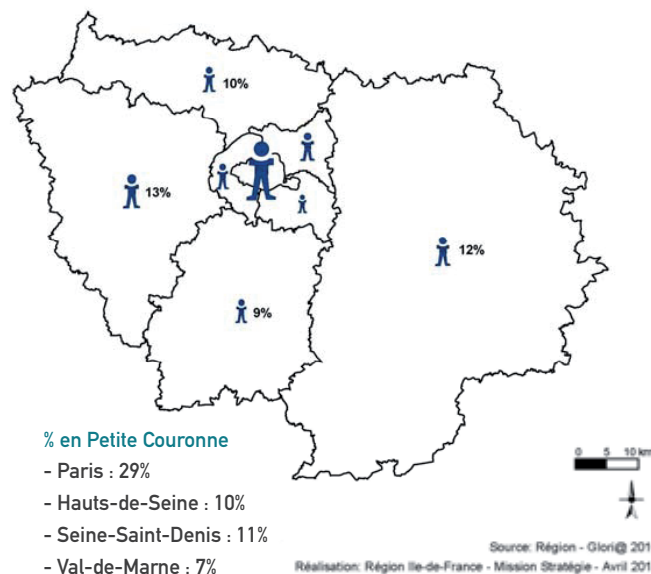 10%
13%
12%
9%
% en Petite Couronne
- Paris : 29%
- Hauts-de-Seine : 10%
- Seine-Saint-Denis : 11%
- Val-de-Marne : 7%
0 5 10 km
Source: Région - Glori@ 201
Réalisation: Région Ile-de-France - Mission Stratégie - Avril 201